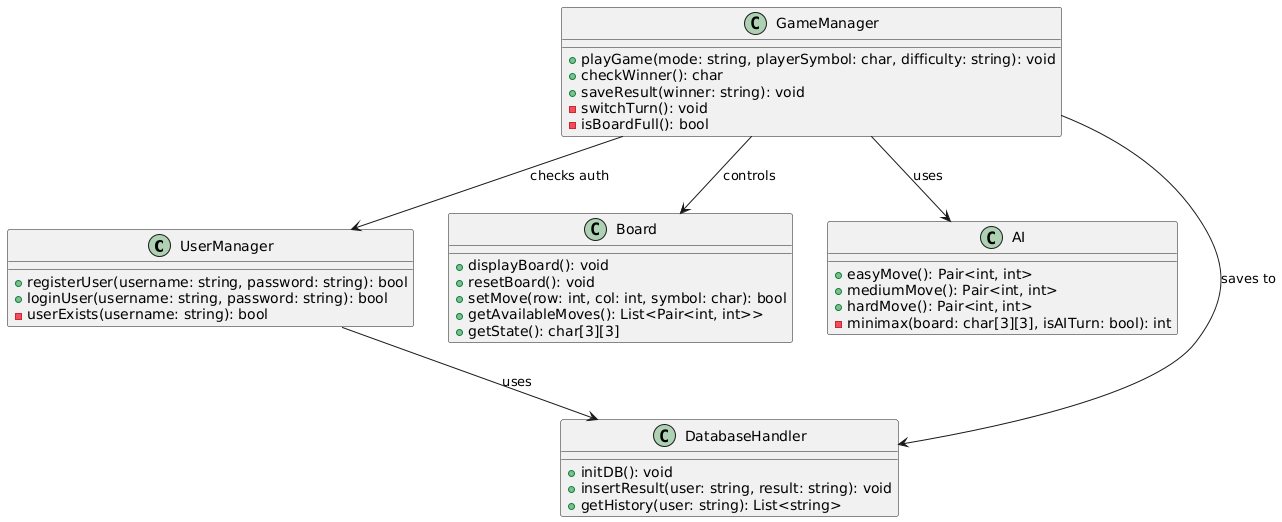 C GameManager
playGame(mode: string, playerSymbol: char, difficulty: string): void
checkWinner(): char
saveResult(winner: string): void
switchTurn(): void
isBoardFull(): bool
checks auth
controls
uses
C UserManager
registerUser(username: string, password: string): bool
loginUser(username: string, password: string): bool
userExists(username: string): bool
C Board
displayBoard(): void
resetBoard(): void
setMove(row: int, col: int, symbol: char): bool
getAvailableMoves(): List<Pair<int, int>>
getState(): char[3][3]
C AI
easyMove(): Pair<int, int>
mediumMove(): Pair<int, int>
hardMove(): Pair<int, int>
minimax(board: char[3][3], isAITurn: bool): int
saves to
uses
C DatabaseHandler
initDB(): void
insertResult(user: string, result: string): void
getHistory(user: string): List<string>